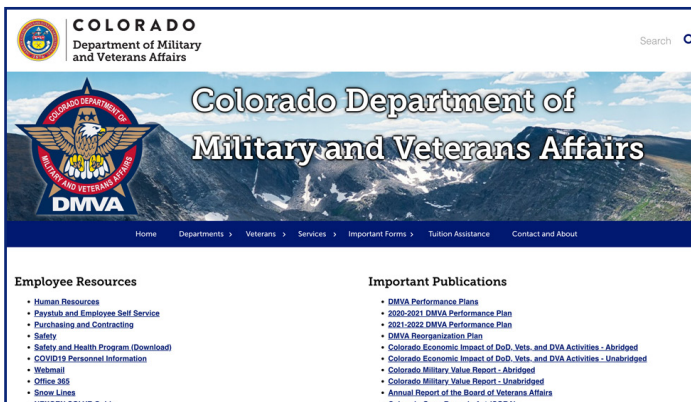 COLORADO
Department of Military
and Veterans Affairs
Search
Colorado Department of
Military and Veterans Affairs
COLORADO DEPARTMENT OF
MILITARY AND VETERANS AFFAIRS
DMVA
Home Departments > Veterans > Services > Important Forms > Tuition Assistance Contact and About
Employee Resources
• Human Resources
• Paystub and Employee Self Service
• Purchasing and Contracting
• Safety
• Safety and Health Program (Download)
• COVID19 Personnel Information
• Webmail
• Office 365
• Snow Lines
Important Publications
• DMVA Performance Plans
• 2020-2021 DMVA Performance Plan
• 2021-2022 DMVA Performance Plan
• DMVA Reorganization Plan
• Colorado Economic Impact of DoD, Vets, and DVA Activities - Abridged
• Colorado Economic Impact of DoD, Vets, and DVA Activities - Unabridged
• Colorado Military Value Report - Abridged
• Colorado Military Value Report - Unabridged
• Annual Report of the Board of Veterans Affairs